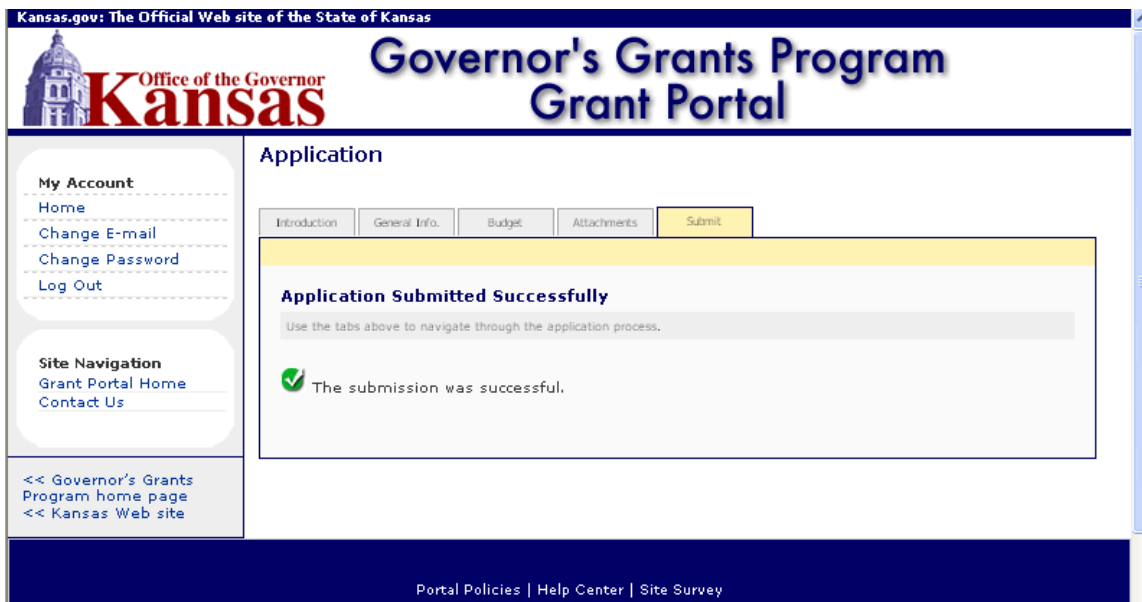 Kansas.gov: The Official Web site of the State of Kansas
Office of the Governor
Kansas
Governor's Grants Program
Grant Portal
My Account
Home
Change E-mail
Change Password
Log Out
Site Navigation
Grant Portal Home
Contact Us
<< Governor's Grants
Program home page
<< Kansas Web site
Application
Introduction
General Info.
Budget
Attachments
Submit
Application Submitted Successfully
Use the tabs above to navigate through the application process.
The submission was successful.
Portal Policies | Help Center | Site Survey